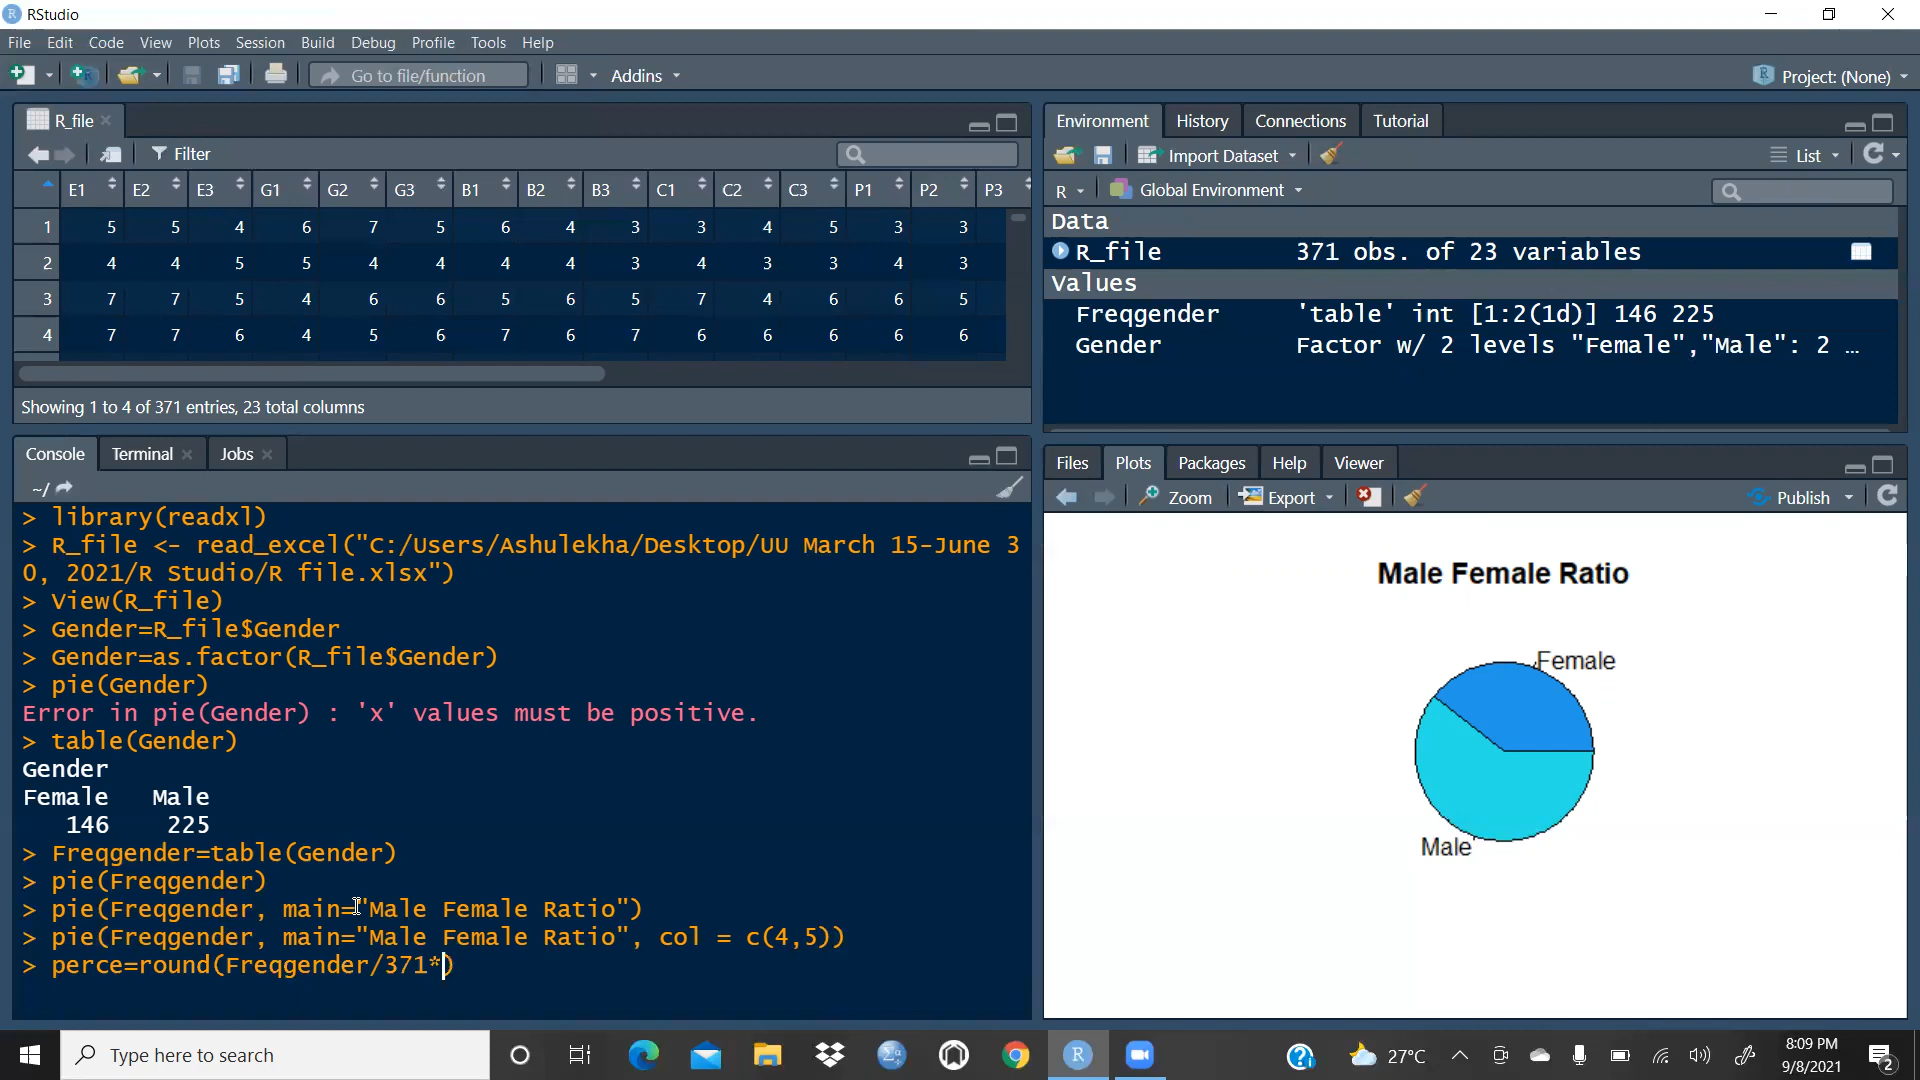 RStudio
File Edit Code View Plots Session Build Debug Profile Tools Help
Go to file/function Addins Project: (None)
R_file
Filter
E1 E2 E3 G1 G2 G3 B1 B2 B3 C1 C2 C3 P1 P2 P3
1 5 5 4 6 7 5 6 4 3 3 4 5 3 3
2 4 4 5 5 4 4 4 4 3 4 3 3 4 3
3 7 7 5 4 6 6 5 6 5 7 4 6 6 5
4 7 7 6 4 5 6 7 6 7 6 6 6 6 6
Showing 1 to 4 of 371 entries, 23 total columns
Console Terminal Jobs
~/
> library(readxl)
> R_file <- read_excel("C:/Users/Ashulekha/Desktop/UU March 15-June 3
0, 2021/R Studio/R file.xlsx")
> View(R_file)
> Gender=R_file$Gender
> Gender=as.factor(R_file$Gender)
> pie(Gender)
Error in pie(Gender) : 'x' values must be positive.
> table(Gender)
Gender
Female Male
146 225
> Freqgender=table(Gender)
> pie(Freqgender)
> pie(Freqgender, main="Male Female Ratio")
> pie(Freqgender, main="Male Female Ratio", col = c(4,5))
> perce=round(Freqgender/371*)
Environment History Connections Tutorial
Import Dataset List
R Global Environment
Data
R_file 371 obs. of 23 variables
Values
Freqgender 'table' int [1:2(1d)] 146 225
Gender Factor w/ 2 levels "Female","Male": 2 ...
Files Plots Packages Help Viewer
Zoom Export Publish
Male Female Ratio
Female
Male
Type here to search
27°C
8:09 PM
9/8/2021
2